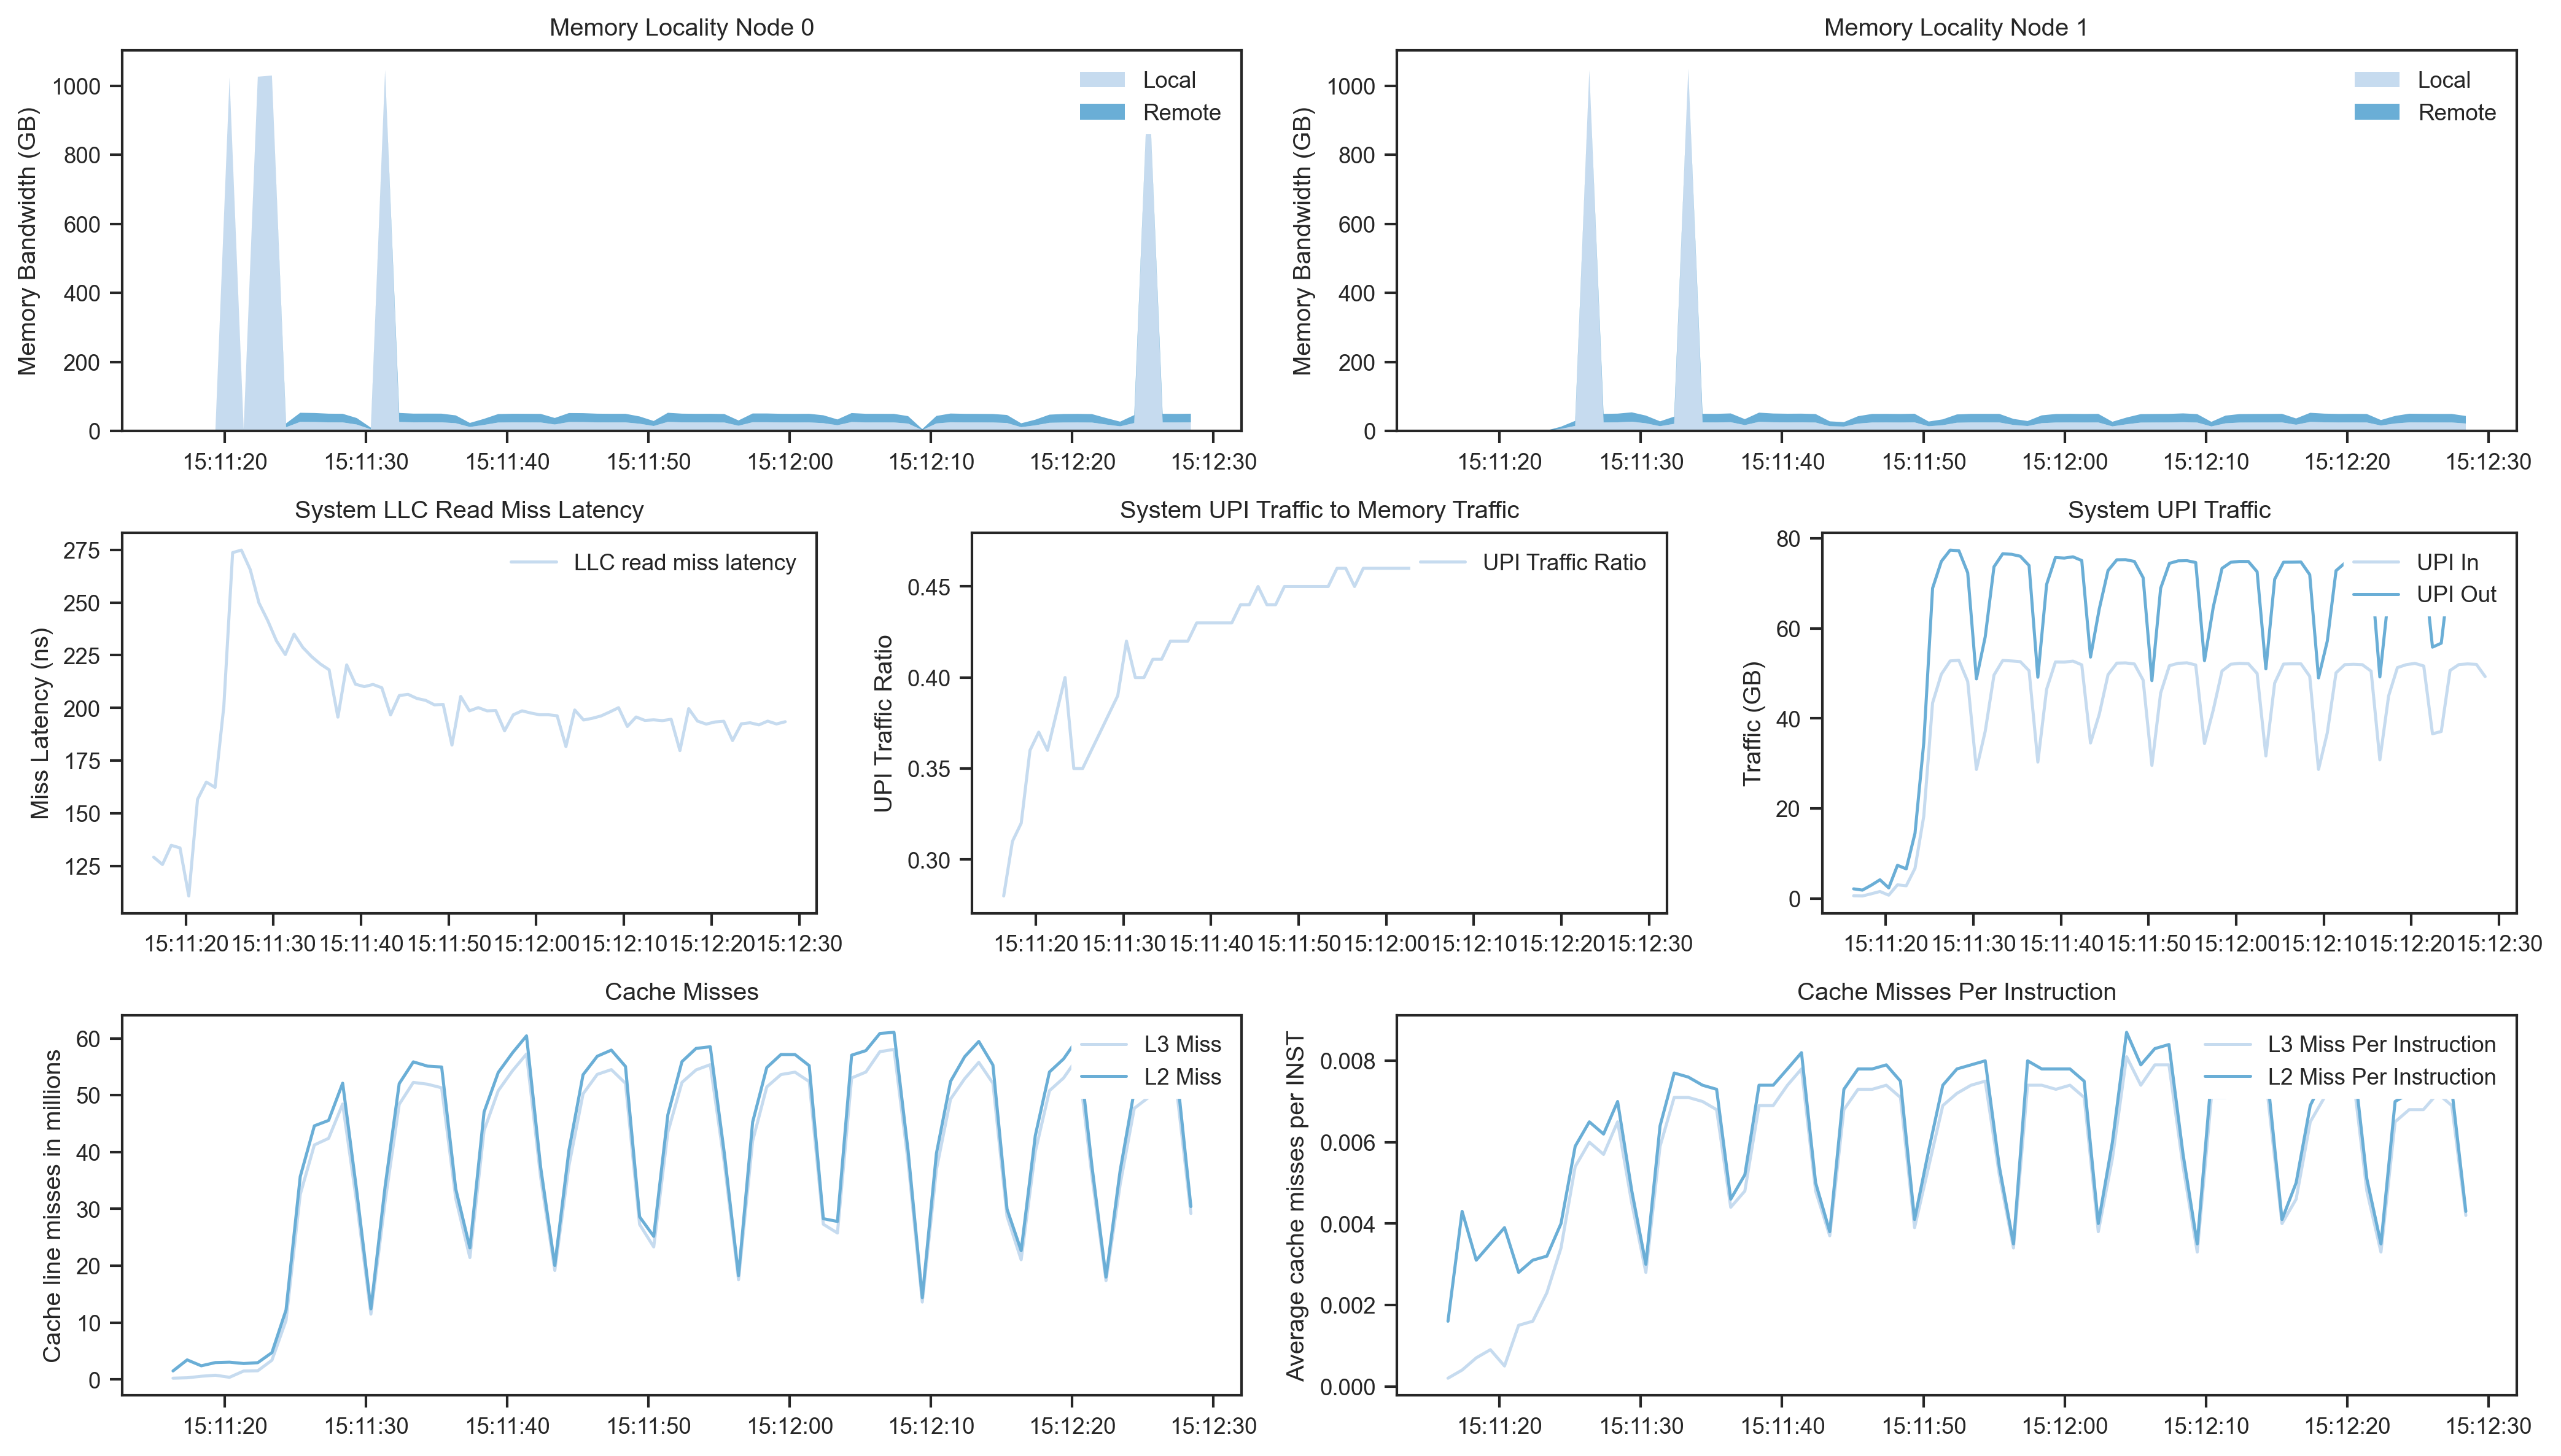 Memory Locality Node 0
Memory Bandwidth (GB)
1000
800
600
400
200
0
Local
Remote
15:11:20 15:11:30 15:11:40 15:11:50 15:12:00 15:12:10 15:12:20 15:12:30
Memory Locality Node 1
Memory Bandwidth (GB)
1000
800
600
400
200
0
Local
Remote
15:11:20 15:11:30 15:11:40 15:11:50 15:12:00 15:12:10 15:12:20 15:12:30
System LLC Read Miss Latency
Miss Latency (ns)
275
250
225
200
175
150
125
LLC read miss latency
15:11:20 15:11:30 15:11:40 15:11:50 15:12:00 15:12:10 15:12:20 15:12:30
System UPI Traffic to Memory Traffic
UPI Traffic Ratio
0.45
0.40
0.35
0.30
UPI Traffic Ratio
15:11:20 15:11:30 15:11:40 15:11:50 15:12:00 15:12:10 15:12:20 15:12:30
System UPI Traffic
Traffic (GB)
80
60
40
20
0
UPI In
UPI Out
15:11:20 15:11:30 15:11:40 15:11:50 15:12:00 15:12:10 15:12:20 15:12:30
Cache Misses
Cache line misses in millions
60
50
40
30
20
10
0
L3 Miss
L2 Miss
15:11:20 15:11:30 15:11:40 15:11:50 15:12:00 15:12:10 15:12:20 15:12:30
Cache Misses Per Instruction
Average cache misses per INST
0.008
0.006
0.004
0.002
0.000
L3 Miss Per Instruction
L2 Miss Per Instruction
15:11:20 15:11:30 15:11:40 15:11:50 15:12:00 15:12:10 15:12:20 15:12:30